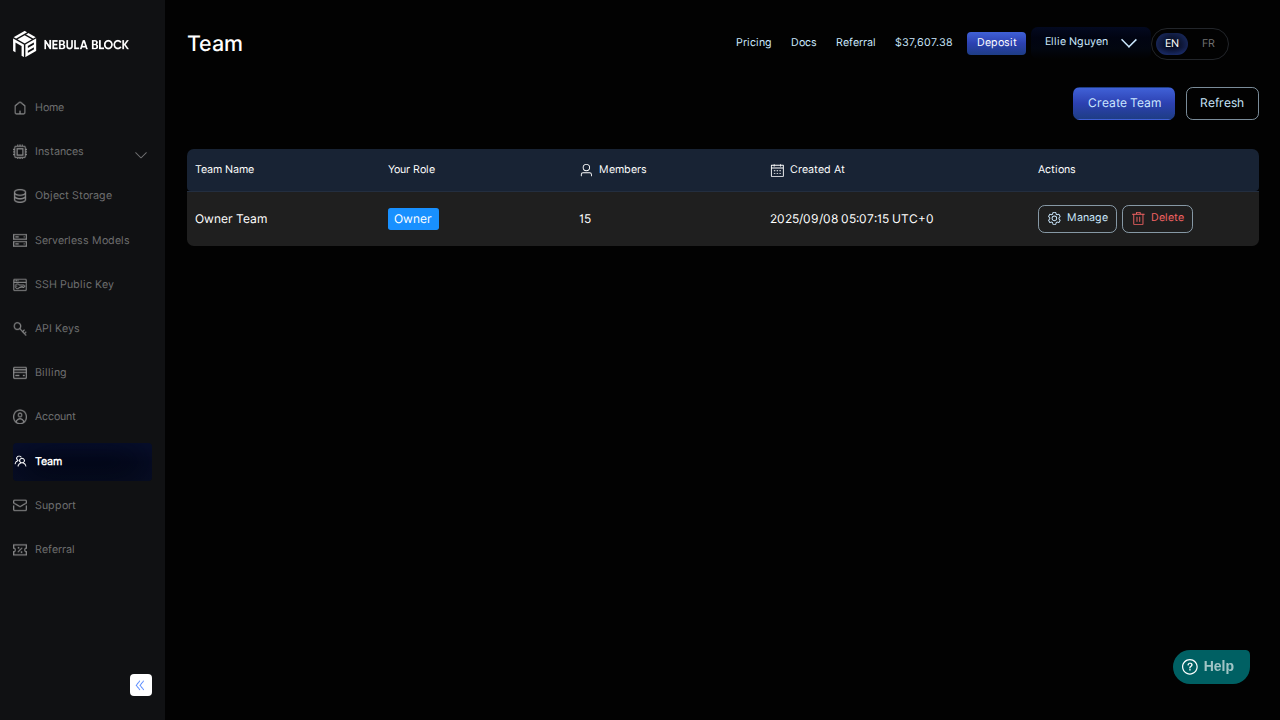 NEBULA BLOCK
Home
Instances
Object Storage
Serverless Models
SSH Public Key
API Keys
Billing
Account
Team
Support
Referral
Team
Pricing
Docs
Referral
$37,607.38
Deposit
Ellie Nguyen
EN
FR
Create Team
Refresh
Team Name
Your Role
Members
Created At
Actions
Owner Team
Owner
15
2025/09/08 05:07:15 UTC+0
Manage
Delete
Help